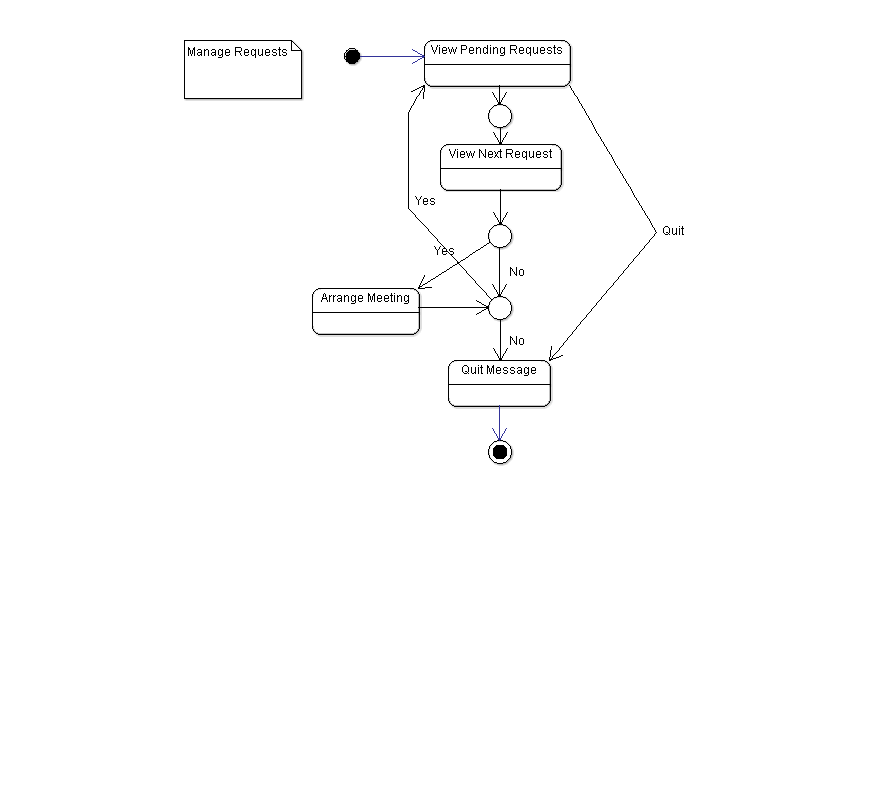 Manage Requests
View Pending Requests
View Next Request
Yes
Quit
Yes
No
Arrange Meeting
No
Quit Message